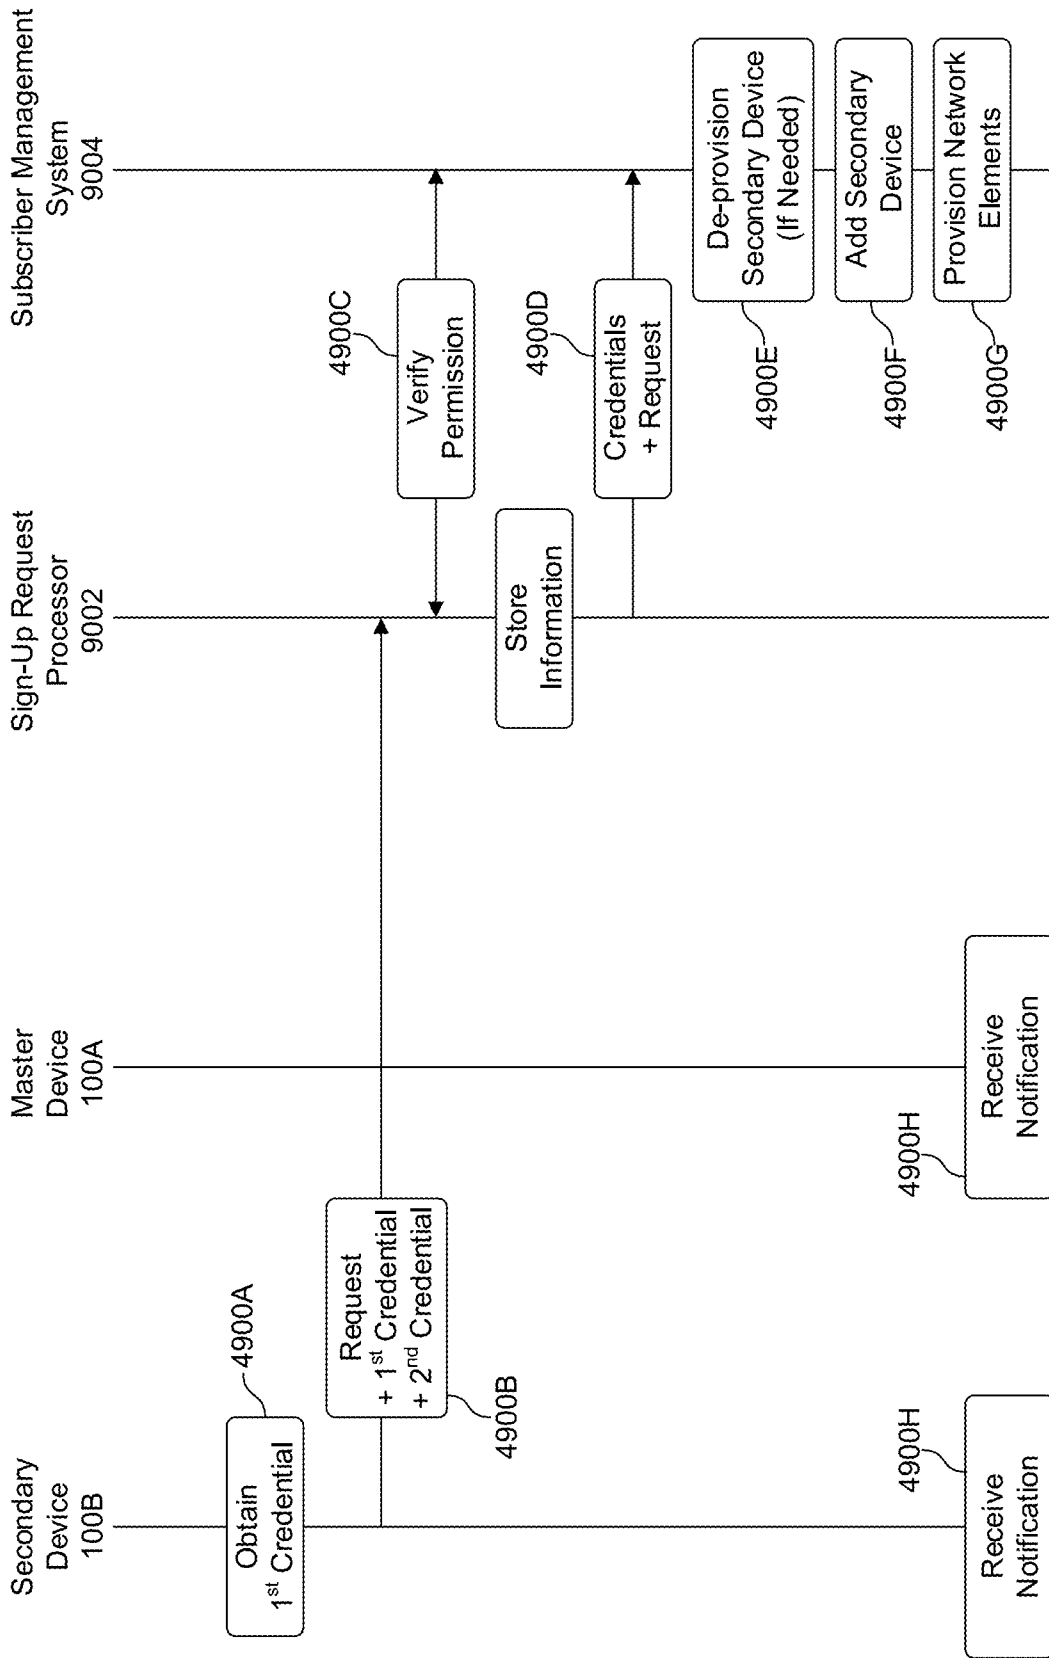 Secondary
Device
100B
Master
Device
100A
Sign-Up Request
Processor
9002
Subscriber Management
System
9004
Obtain
1st Credential
4900A
Request
+ 1st Credential
+ 2nd Credential
4900B
Verify
Permission
4900C
Store
Information
Credentials
+ Request
4900D
De-provision
Secondary Device
(If Needed)
4900E
Add Secondary
Device
4900F
Provision Network
Elements
4900G
Receive
Notification
4900H
Receive
Notification
4900H